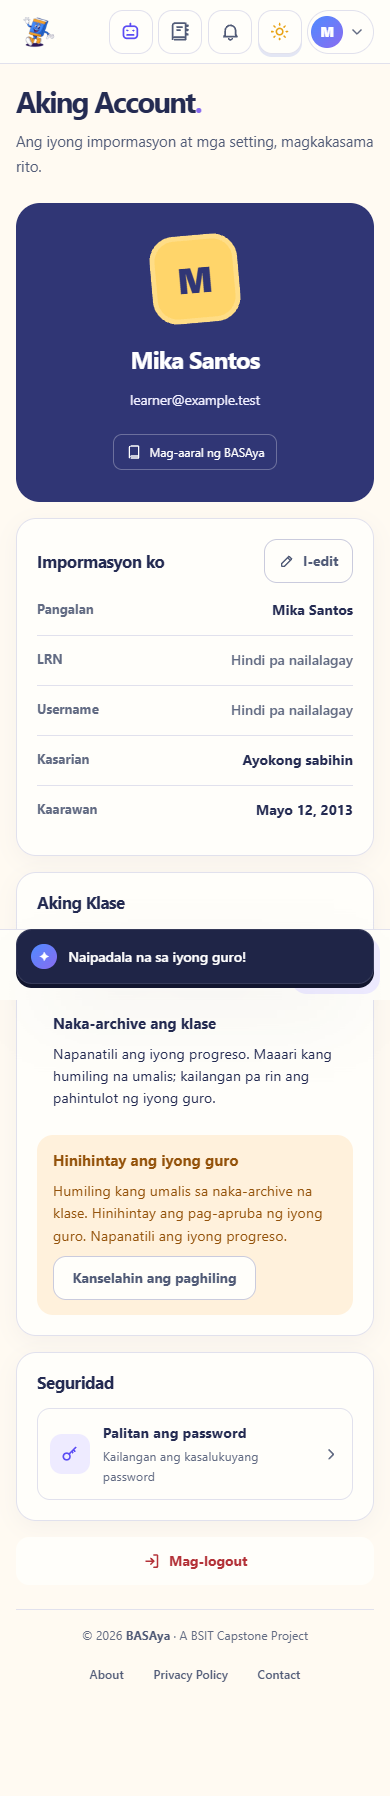 M
Aking Account.
Ang iyong impormasyon at mga setting, magkakasama
rito.
M
Mika Santos
learner@example.test
Mag-aaral ng BASAya
Impormasyon ko
I-edit
Pangalan
Mika Santos
LRN
Hindi pa nailalagay
Username
Hindi pa nailalagay
Kasarian
Ayokong sabihin
Kaarawan
Mayo 12, 2013
Aking Klase
Naipadala na sa iyong guro!
Naka-archive ang klase
Napanatili ang iyong progreso. Maaari kang
humiling na umalis; kailangan pa rin ang
pahintulot ng iyong guro.
Hinihintay ang iyong guro
Humiling kang umalis sa naka-archive na
klase. Hinihintay ang pag-apruba ng iyong
guro. Napanatili ang iyong progreso.
Kanselahin ang paghiling
Seguridad
Palitan ang password
Kailangan ang kasalukuyang
password
Mag-logout
© 2026 BASAya · A BSIT Capstone Project
About
Privacy Policy
Contact